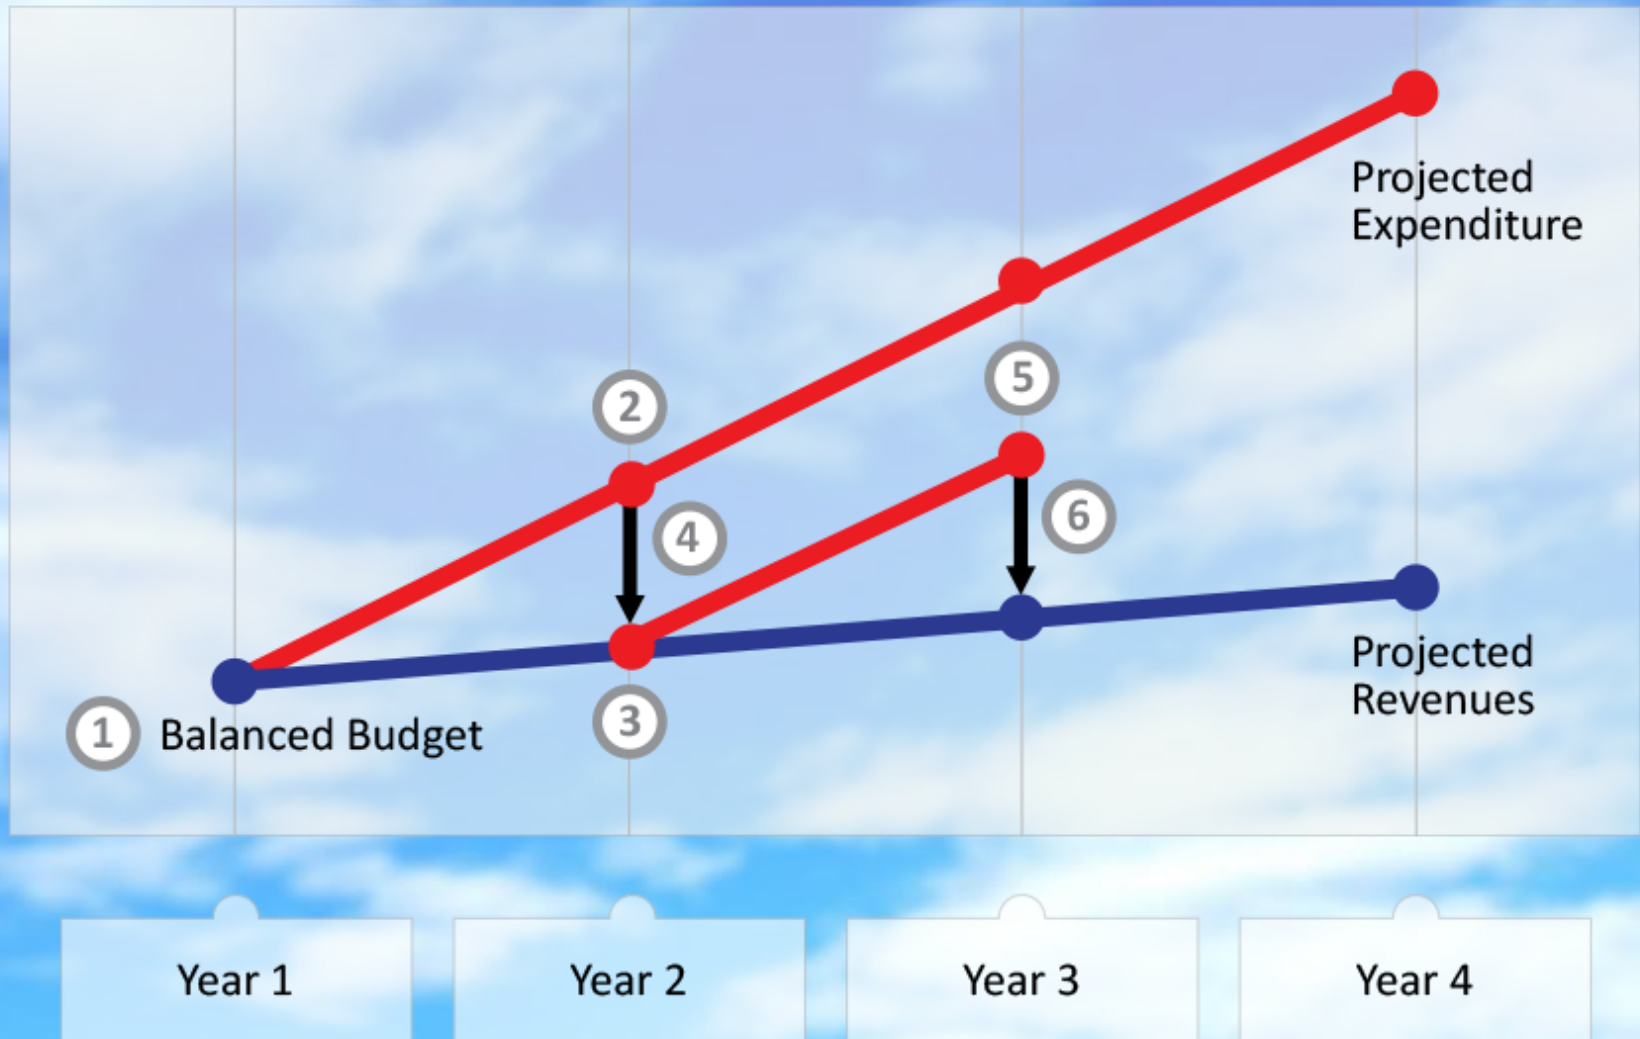 Projected
Expenditure
5
2
6
4
Projected
Revenues
3
1 Balanced Budget
Year 1
Year 2
Year 3
Year 4